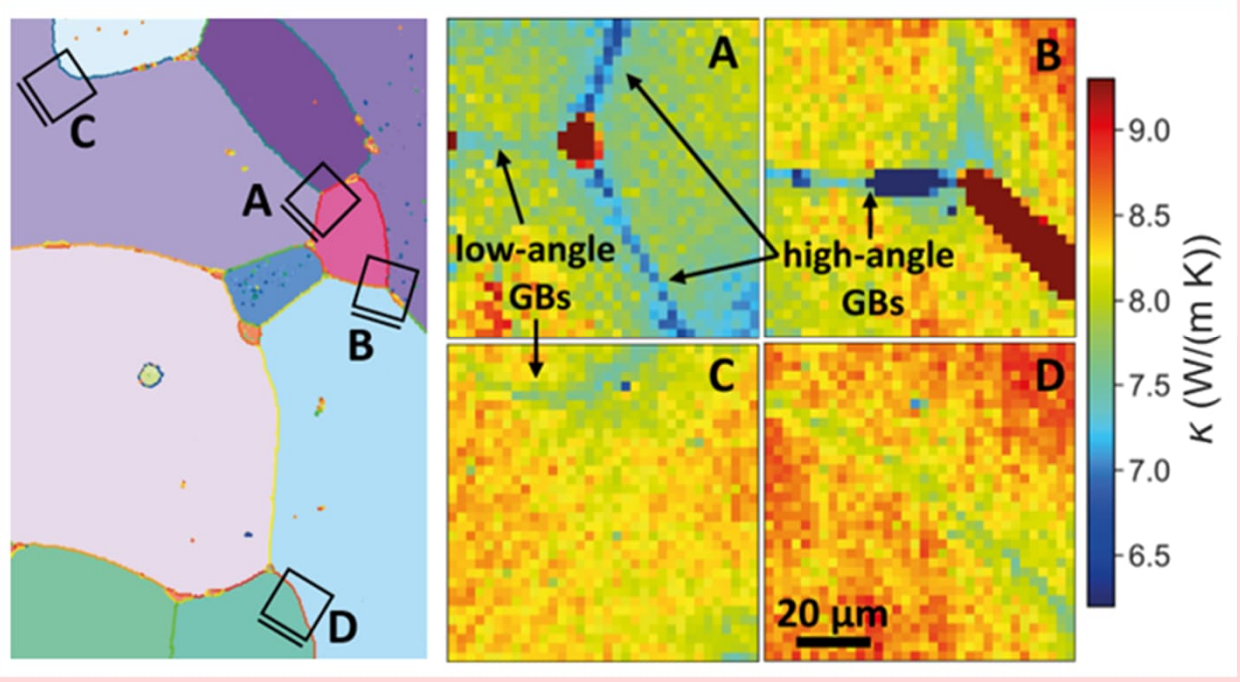 C
A
B
D
A
B
low-angle
GBs
high-angle
GBs
C
D
20 µm
9.0
8.5
8.0
7.5
7.0
6.5
κ (W/(m K))